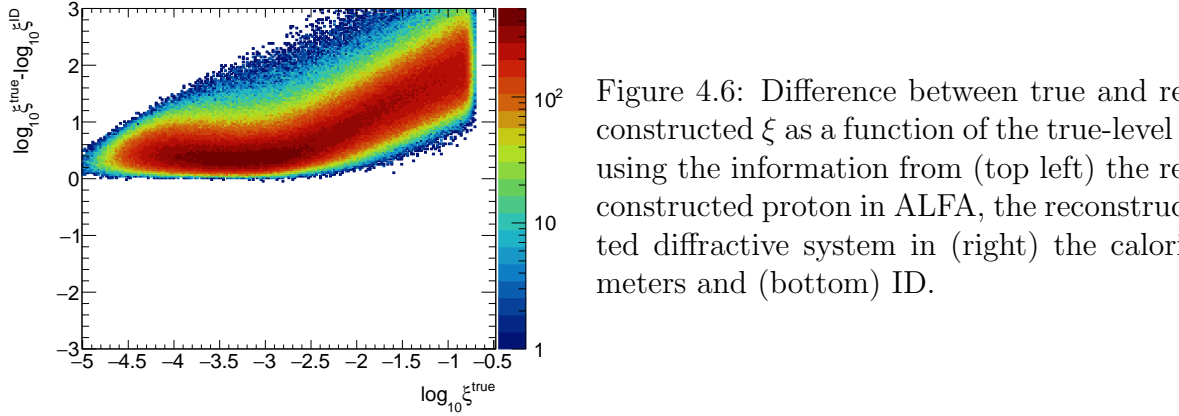 log₁₀ξᵗʳᵘᵉ-log₁₀ξᴵᴰ
3
2
1
0
−1
−2
−3
−5 −4.5 −4 −3.5 −3 −2.5 −2 −1.5 −1 −0.5
log₁₀ξᵗʳᵘᵉ
10²
10
1
Figure 4.6: Difference between true and re
constructed ξ as a function of the true-level
using the information from (top left) the re
constructed proton in ALFA, the reconstruc
ted diffractive system in (right) the calori
meters and (bottom) ID.